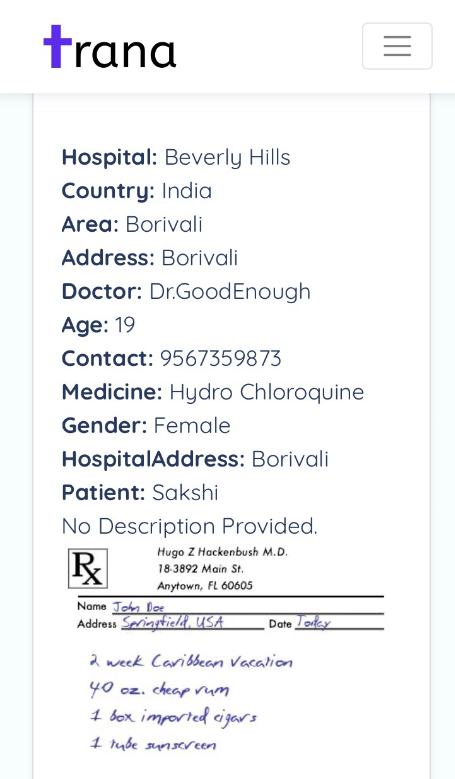 trana
Hospital: Beverly Hills
Country: India
Area: Borivali
Address: Borivali
Doctor: Dr.GoodEnough
Age: 19
Contact: 9567359873
Medicine: Hydro Chloroquine
Gender: Female
HospitalAddress: Borivali
Patient: Sakshi
No Description Provided.
Rx
Hugo Z Hackenbush M.D.
18-3892 Main St.
Anytown, FL 60605
Name John Doe
Address Springfield, USA Date Today
2 week Caribbean Vacation
40 oz. cheap rum
1 box imported cigars
1 tube sunscreen